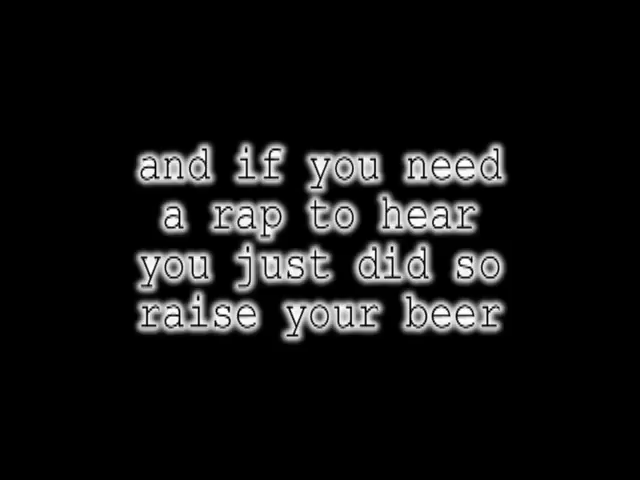 and if you need
a rap to hear
you just did so
raise your beer